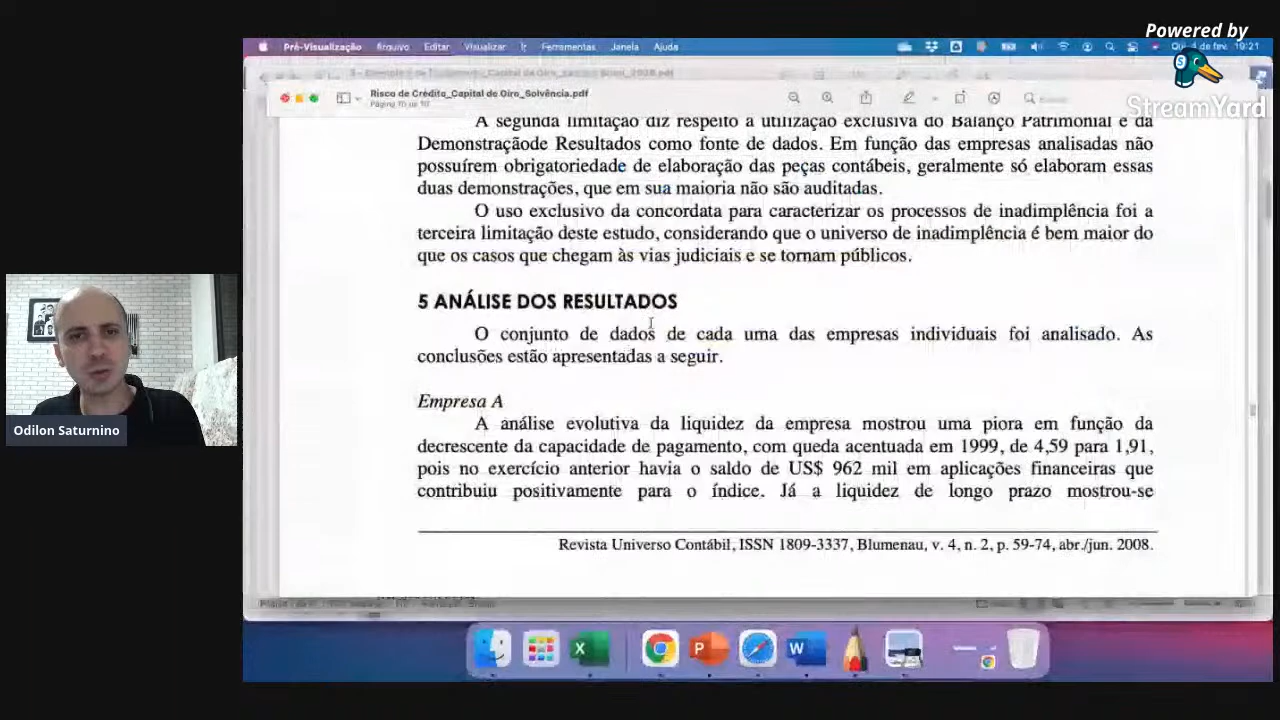 Powered by
StreamYard
Pré-Visualização Arquivo Editar Visualizar Ir Ferramentas Janela Ajuda
Qui. 4 de fev. 19:21
Risco de Crédito_Capital de Giro_Solvência.pdf
A segunda limitação diz respeito à utilização exclusiva do Balanço Patrimonial e da
Demonstraçãode Resultados como fonte de dados. Em função das empresas analisadas não
possuírem obrigatoriedade de elaboração das peças contábeis, geralmente só elaboram essas
duas demonstrações, que em sua maioria não são auditadas.
O uso exclusivo da concordata para caracterizar os processos de inadimplência foi a
terceira limitação deste estudo, considerando que o universo de inadimplência é bem maior do
que os casos que chegam às vias judiciais e se tornam públicos.
5 ANÁLISE DOS RESULTADOS
O conjunto de dados de cada uma das empresas individuais foi analisado. As
conclusões estão apresentadas a seguir.
Empresa A
A análise evolutiva da liquidez da empresa mostrou uma piora em função da
decrescente da capacidade de pagamento, com queda acentuada em 1999, de 4,59 para 1,91,
pois no exercício anterior havia o saldo de US$ 962 mil em aplicações financeiras que
contribuiu positivamente para o índice. Já a liquidez de longo prazo mostrou-se
Revista Universo Contábil, ISSN 1809-3337, Blumenau, v. 4, n. 2, p. 59-74, abr./jun. 2008.
Odilon Saturnino